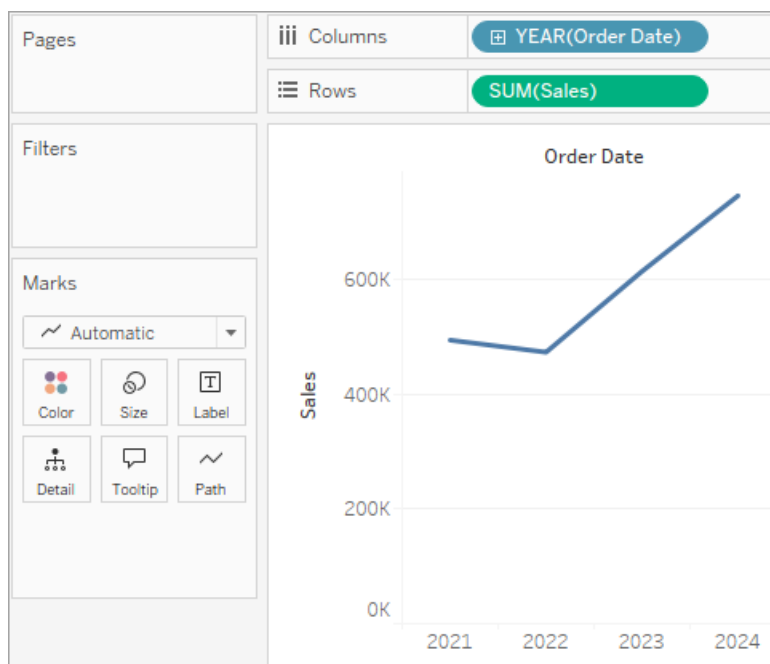 Pages
Columns
YEAR(Order Date)
Rows
SUM(Sales)
Filters
Marks
Automatic
Color
Size
Label
Detail
Tooltip
Path
Order Date
Sales
600K
400K
200K
0K
2021 2022 2023 2024